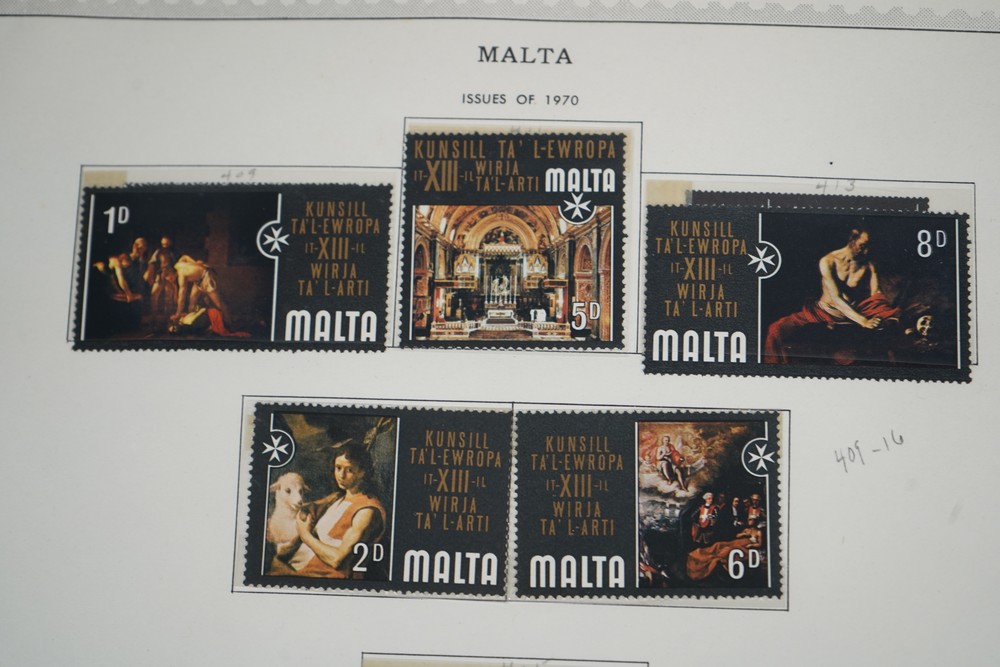 MALTA
ISSUES OF 1970
409
1D
KUNSILL
TA'L-EWROPA
IT-XIII-IL
WIRJA
TA'L-ARTI
MALTA
KUNSILL TA' L-EWROPA
IT-XIII-IL WIRJA
TA'L-ARTI
MALTA
5D
413
KUNSILL
TA'L-EWROPA
IT-XIII-IL
WIRJA
TA'L-ARTI
MALTA
8D
KUNSILL
TA'L-EWROPA
IT-XIII-IL
WIRJA
TA'L-ARTI
2D
MALTA
KUNSILL
TA'L-EWROPA
IT-XIII-IL
WIRJA
TA'L-ARTI
MALTA
6D
409-16